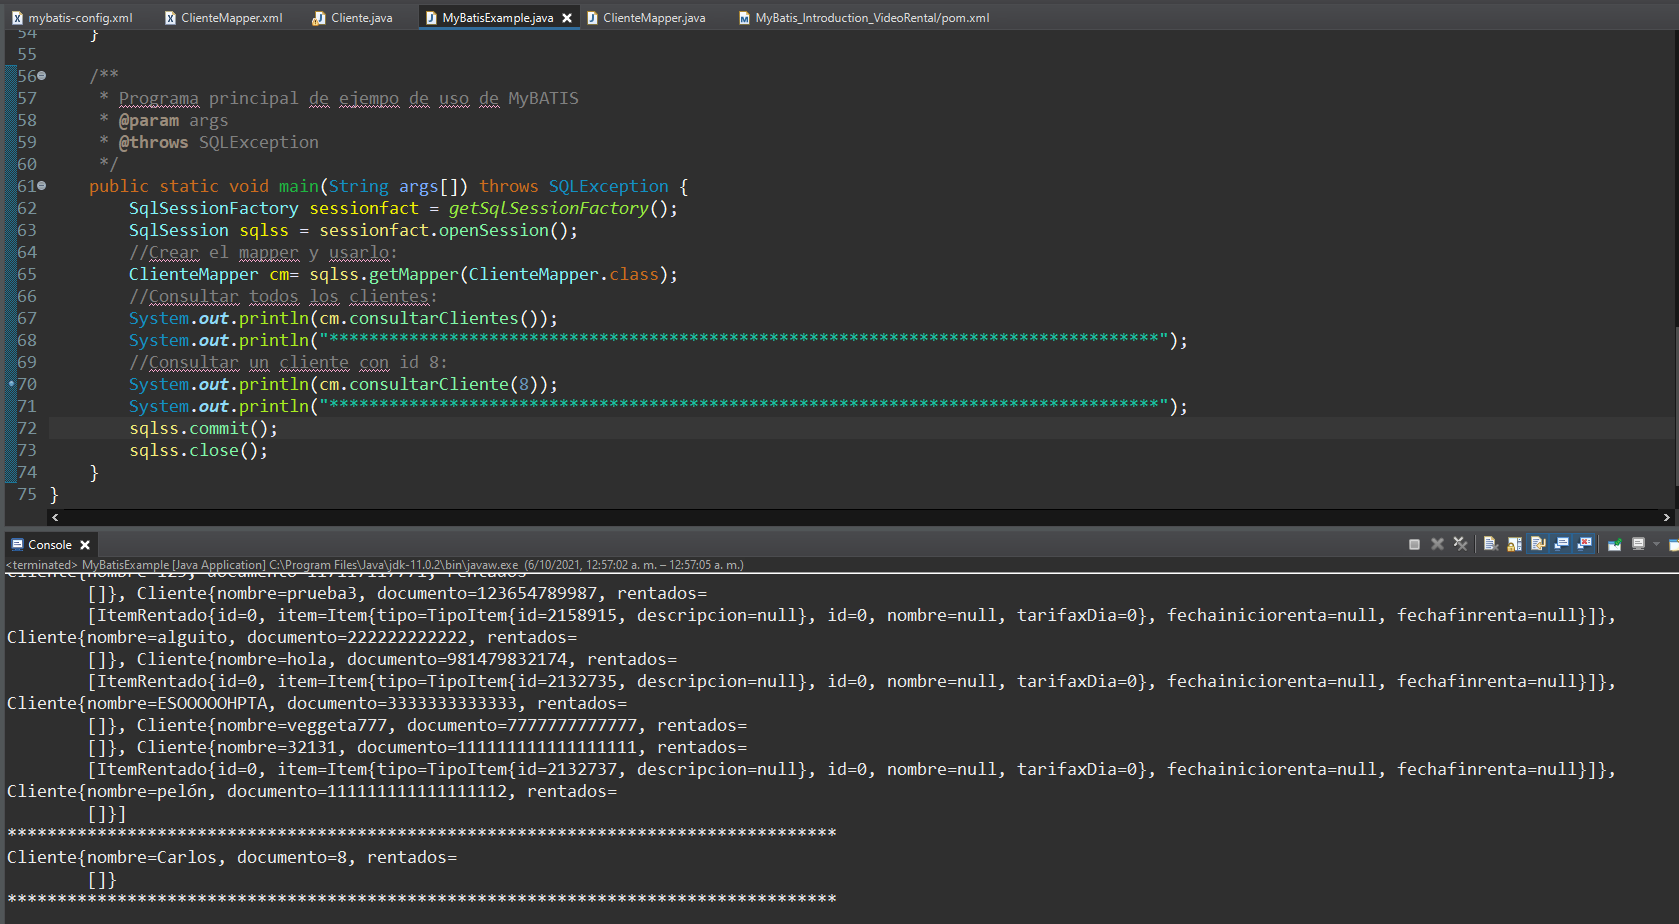 mybatis-config.xml ClienteMapper.xml Cliente.java MyBatisExample.java ClienteMapper.java MyBatis_Introduction_VideoRental/pom.xml
54 }
55
56 /**
57 * Programa principal de ejempo de uso de MyBATIS
58 * @param args
59 * @throws SQLException
60 */
61 public static void main(String args[]) throws SQLException {
62 SqlSessionFactory sessionfact = getSqlSessionFactory();
63 SqlSession sqlss = sessionfact.openSession();
64 //Crear el mapper y usarlo:
65 ClienteMapper cm= sqlss.getMapper(ClienteMapper.class);
66 //Consultar todos los clientes:
67 System.out.println(cm.consultarClientes());
68 System.out.println("***********************************************************************************");
69 //Consultar un cliente con id 8:
70 System.out.println(cm.consultarCliente(8));
71 System.out.println("***********************************************************************************");
72 sqlss.commit();
73 sqlss.close();
74 }
75 }
Console
<terminated> MyBatisExample [Java Application] C:\Program Files\Java\jdk-11.0.2\bin\javaw.exe (6/10/2021, 12:57:02 a. m. – 12:57:05 a. m.)
Cliente{nombre=123, documento=117117117771, rentados=
[]}, Cliente{nombre=prueba3, documento=123654789987, rentados=
[ItemRentado{id=0, item=Item{tipo=TipoItem{id=2158915, descripcion=null}, id=0, nombre=null, tarifaxDia=0}, fechainiciorenta=null, fechafinrenta=null}]},
Cliente{nombre=alguito, documento=222222222222, rentados=
[]}, Cliente{nombre=hola, documento=981479832174, rentados=
[ItemRentado{id=0, item=Item{tipo=TipoItem{id=2132735, descripcion=null}, id=0, nombre=null, tarifaxDia=0}, fechainiciorenta=null, fechafinrenta=null}]},
Cliente{nombre=ESOOOOOHPTA, documento=3333333333333, rentados=
[]}, Cliente{nombre=veggeta777, documento=7777777777777, rentados=
[]}, Cliente{nombre=32131, documento=111111111111111111, rentados=
[ItemRentado{id=0, item=Item{tipo=TipoItem{id=2132737, descripcion=null}, id=0, nombre=null, tarifaxDia=0}, fechainiciorenta=null, fechafinrenta=null}]},
Cliente{nombre=pelón, documento=111111111111111112, rentados=
[]}]
***********************************************************************************
Cliente{nombre=Carlos, documento=8, rentados=
[]}
***********************************************************************************